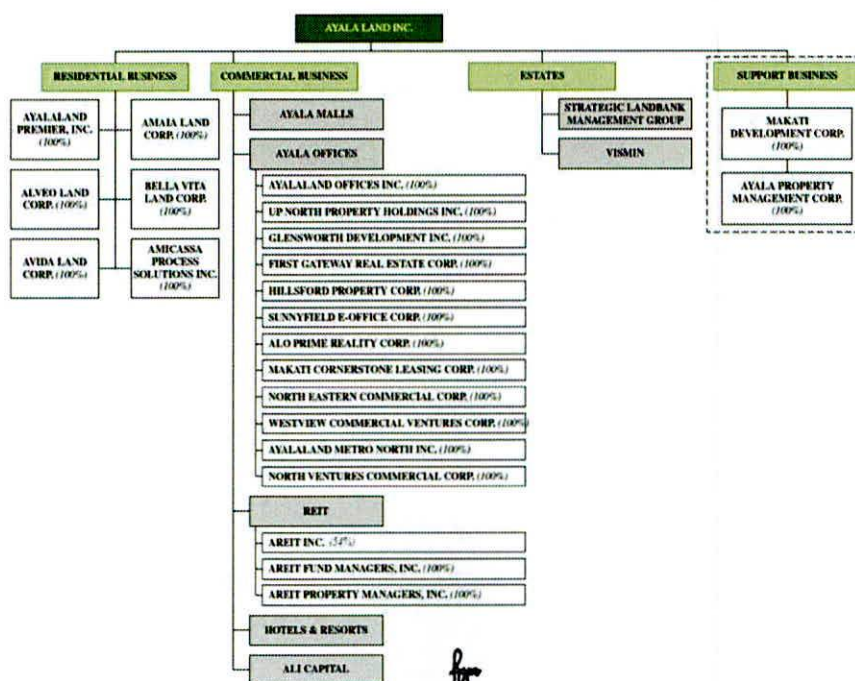 AYALA LAND INC.
RESIDENTIAL BUSINESS
AYALALAND
PREMIER, INC.
(100%)
AMAIA LAND
CORP. (100%)
ALVEO LAND
CORP. (100%)
BELLA VITA
LAND CORP.
(100%)
AVIDA LAND
CORP. (100%)
AMICASSA
PROCESS
SOLUTIONS INC.
(100%)
COMMERCIAL BUSINESS
AYALA MALLS
AYALA OFFICES
AYALALAND OFFICES INC. (100%)
UP NORTH PROPERTY HOLDINGS INC. (100%)
GLENSWORTH DEVELOPMENT INC. (100%)
FIRST GATEWAY REAL ESTATE CORP. (100%)
HILLSFORD PROPERTY CORP. (100%)
SUNNYFIELD E-OFFICE CORP. (100%)
ALO PRIME REALITY CORP. (100%)
MAKATI CORNERSTONE LEASING CORP. (100%)
NORTH EASTERN COMMERCIAL CORP. (100%)
WESTVIEW COMMERCIAL VENTURES CORP. (100%)
AYALALAND METRO NORTH INC. (100%)
NORTH VENTURES COMMERCIAL CORP. (100%)
REIT
AREIT INC. (54%)
AREIT FUND MANAGERS, INC. (100%)
AREIT PROPERTY MANAGERS, INC. (100%)
HOTELS & RESORTS
ALI CAPITAL
ESTATES
STRATEGIC LANDBANK
MANAGEMENT GROUP
VISMIN
SUPPORT BUSINESS
MAKATI
DEVELOPMENT CORP.
(100%)
AYALA PROPERTY
MANAGEMENT CORP.
(100%)